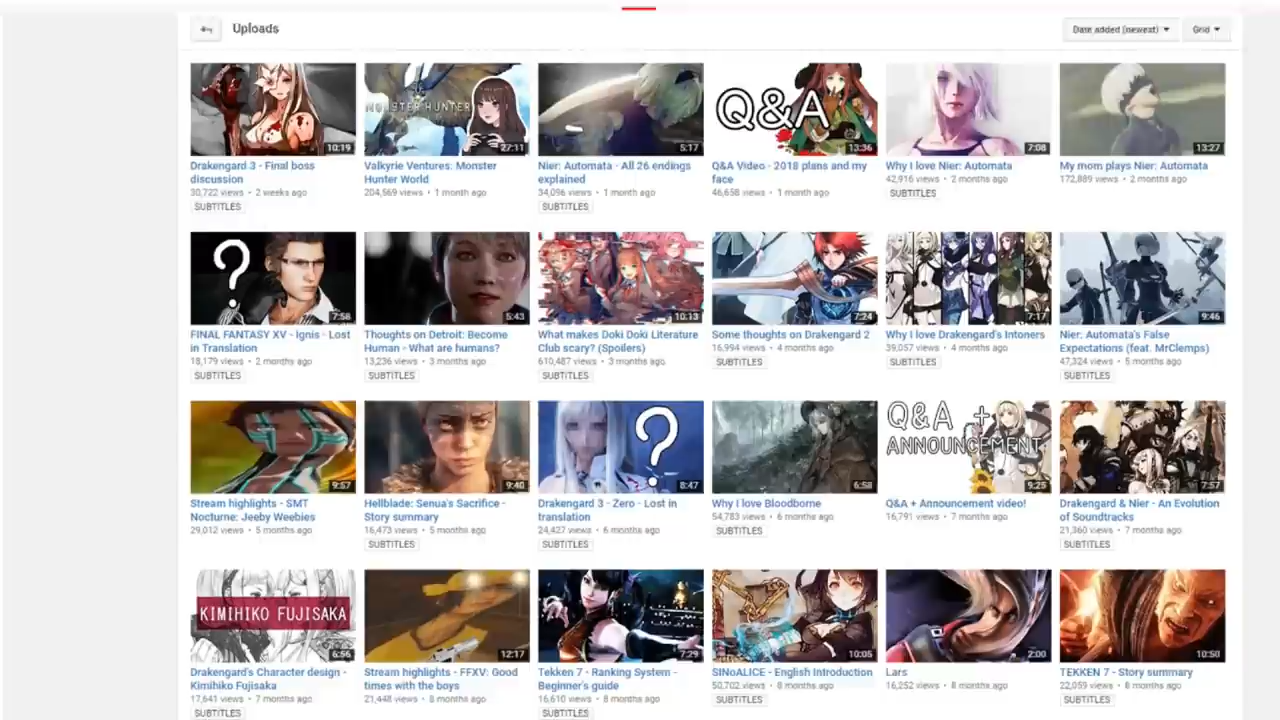 Uploads
Date added (newest)
Grid
10:19
MONSTER HUNTER
27:11
5:17
Q&A
13:36
7:08
13:27
Drakengard 3 - Final boss discussion
30,722 views • 2 weeks ago
SUBTITLES
Valkyrie Ventures: Monster Hunter World
204,569 views • 1 month ago
Nier: Automata - All 26 endings explained
34,096 views • 1 month ago
SUBTITLES
Q&A Video - 2018 plans and my face
46,658 views • 1 month ago
Why I love Nier: Automata
42,916 views • 2 months ago
SUBTITLES
My mom plays Nier: Automata
172,889 views • 2 months ago
?
7:58
5:43
10:13
7:24
7:17
9:46
FINAL FANTASY XV - Ignis - Lost in Translation
18,179 views • 2 months ago
SUBTITLES
Thoughts on Detroit: Become Human - What are humans?
13,236 views • 3 months ago
SUBTITLES
What makes Doki Doki Literature Club scary? (Spoilers)
610,487 views • 3 months ago
SUBTITLES
Some thoughts on Drakengard 2
16,994 views • 4 months ago
SUBTITLES
Why I love Drakengard's Intoners
39,057 views • 4 months ago
SUBTITLES
Nier: Automata's False Expectations (feat. MrClemps)
47,324 views • 5 months ago
SUBTITLES
9:57
9:40
?
8:47
6:58
Q&A +
ANNOUNCEMENT
9:25
7:57
Stream highlights - SMT Nocturne: Jeeby Weebies
29,012 views • 5 months ago
Hellblade: Senua's Sacrifice - Story summary
16,473 views • 5 months ago
SUBTITLES
Drakengard 3 - Zero - Lost in translation
24,427 views • 6 months ago
SUBTITLES
Why I love Bloodborne
54,783 views • 6 months ago
SUBTITLES
Q&A + Announcement video!
16,791 views • 7 months ago
Drakengard & Nier - An Evolution of Soundtracks
21,360 views • 7 months ago
SUBTITLES
KIMIHIKO FUJISAKA
6:56
12:17
7:29
10:05
2:00
10:50
Drakengard's Character design - Kimihiko Fujisaka
17,641 views • 7 months ago
SUBTITLES
Stream highlights - FFXV: Good times with the boys
21,448 views • 8 months ago
Tekken 7 - Ranking System - Beginner's guide
16,610 views • 8 months ago
SUBTITLES
SINoALICE - English Introduction
50,702 views • 8 months ago
SUBTITLES
Lars
16,252 views • 8 months ago
TEKKEN 7 - Story summary
22,059 views • 8 months ago
SUBTITLES